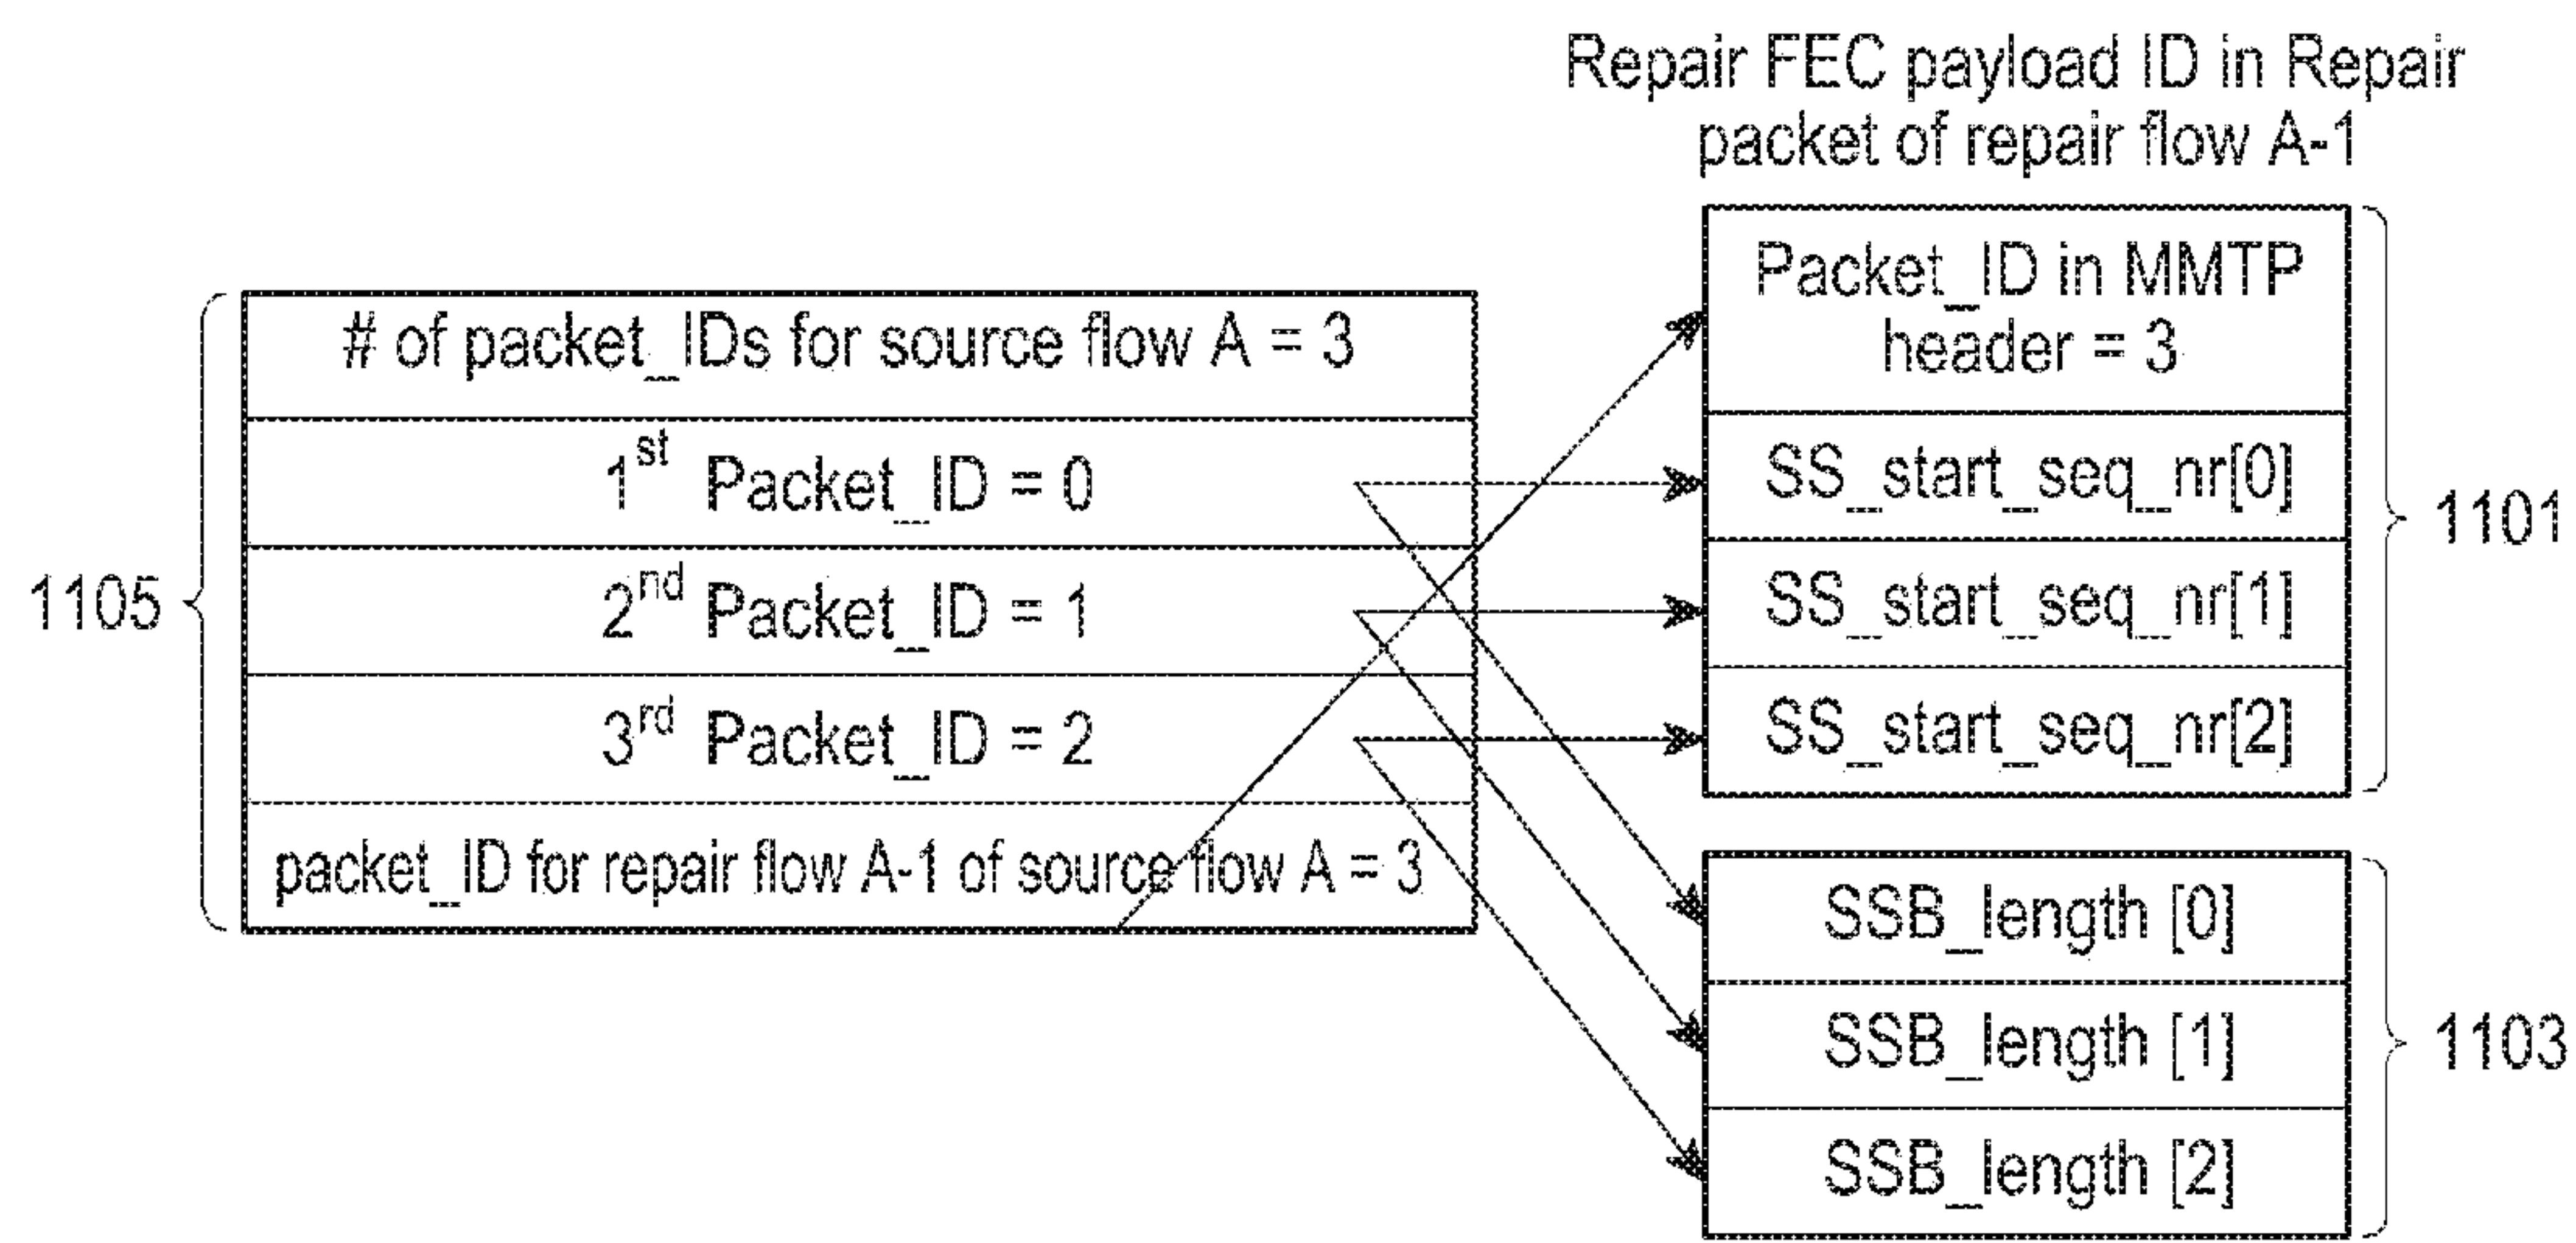 Repair FEC payload ID in Repair
packet of repair flow A-1
1105
# of packet_IDs for source flow A = 3
1st Packet_ID = 0
2nd Packet_ID = 1
3rd Packet_ID = 2
packet_ID for repair flow A-1 of source flow A = 3
Packet_ID in MMTP
header = 3
SS_start_seq_nr[0]
SS_start_seq_nr[1]
SS_start_seq_nr[2]
1101
SSB_length [0]
SSB_length [1]
SSB_length [2]
1103